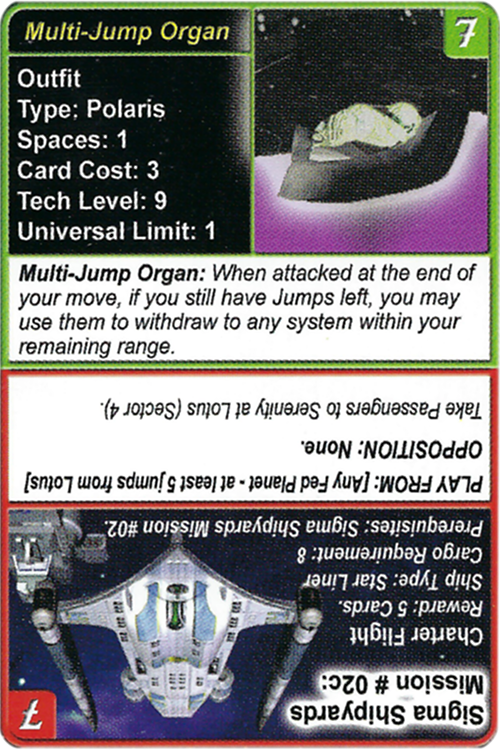 Multi-Jump Organ
7
Outfit
Type: Polaris
Spaces: 1
Card Cost: 3
Tech Level: 9
Universal Limit: 1
Multi-Jump Organ: When attacked at the end of
your move, if you still have Jumps left, you may
use them to withdraw to any system within your
remaining range.
Sigma Shipyards
Mission # 02c:
7
Charter Flight
Reward: 5 Cards.
Ship Type: Star Liner
Cargo Requirement: 8
Prerequisites: Sigma Shipyards Mission #02.
PLAY FROM: [Any Fed Planet - at least 5 jumps from Lotus]
OPPOSITION: None.
Take Passengers to Serenity at Lotus (Sector 4).